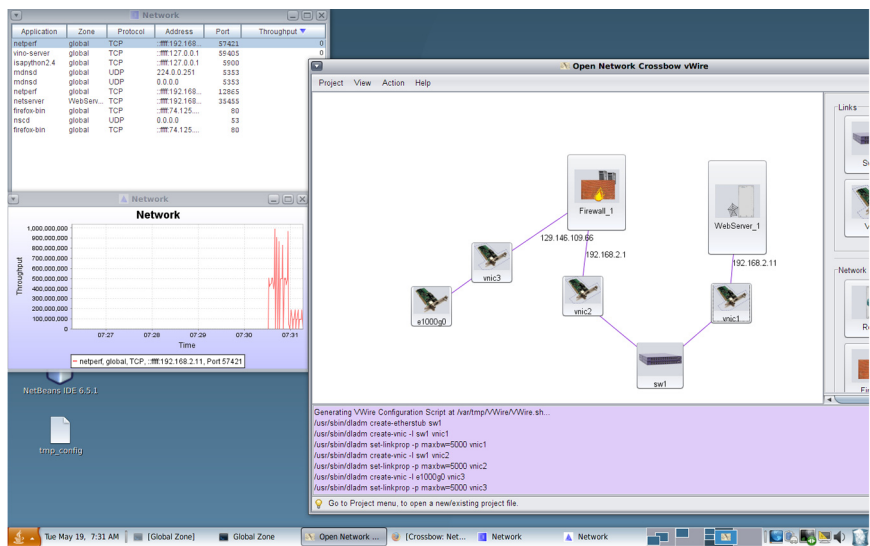 Network
Application Zone Protocol Address Port Throughput
netperf global TCP ::ffff:192.168... 57421 0
vino-server global TCP ::ffff:127.0.0.1 59405 0
isapython2.4 global TCP ::ffff:127.0.0.1 5900
mdnsd global UDP 224.0.0.251 5353
mdnsd global UDP 0.0.0.0 5353
netperf global TCP ::ffff:192.168... 12865
netserver WebServ... TCP ::ffff:192.168... 35455
firefox-bin global TCP ::ffff:74.125.... 80
nscd global UDP 0.0.0.0 53
firefox-bin global TCP ::ffff:74.125.... 80
Network
Network
1,000,000,000
900,000,000
800,000,000
700,000,000
600,000,000
500,000,000
400,000,000
300,000,000
200,000,000
100,000,000
0
Throughput
07:27 07:28 07:29 07:30 07:31
Time
netperf, global, TCP, ::ffff:192.168.2.11, Port:57421
NetBeans IDE 6.5.1
tmp_config
Open Network Crossbow vWire
Project View Action Help
Firewall_1
WebServer_1
129.146.109.66
192.168.2.1
192.168.2.11
vnic3
e1000g0
vnic2
vnic1
sw1
Links
S
V
Network
R
Fi
Generating VWire Configuration Script at /var/tmp/VWire/VWire.sh...
/usr/sbin/dladm create-etherstub sw1
/usr/sbin/dladm create-vnic -l sw1 vnic1
/usr/sbin/dladm set-linkprop -p maxbw=5000 vnic1
/usr/sbin/dladm create-vnic -l sw1 vnic2
/usr/sbin/dladm set-linkprop -p maxbw=5000 vnic2
/usr/sbin/dladm create-vnic -l e1000g0 vnic3
/usr/sbin/dladm set-linkprop -p maxbw=5000 vnic3
Go to Project menu, to open a new/existing project file.
Tue May 19, 7:31 AM [Global Zone] Global Zone Open Network ... [Crossbow: Net... Network Network